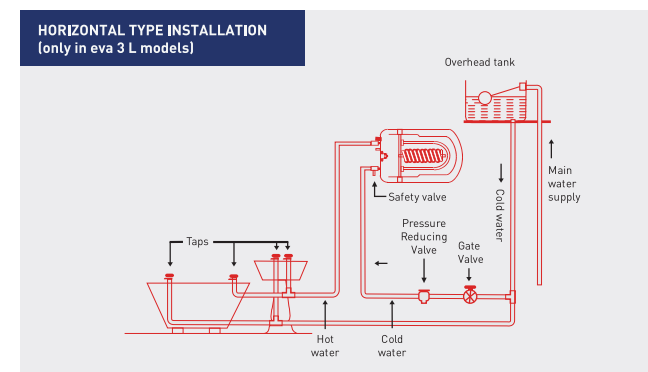 HORIZONTAL TYPE INSTALLATION
(only in eva 3 L models)
Overhead tank
Main
water
supply
Cold water
Safety valve
Pressure
Reducing
Valve
Gate
Valve
Taps
Hot
water
Cold
water